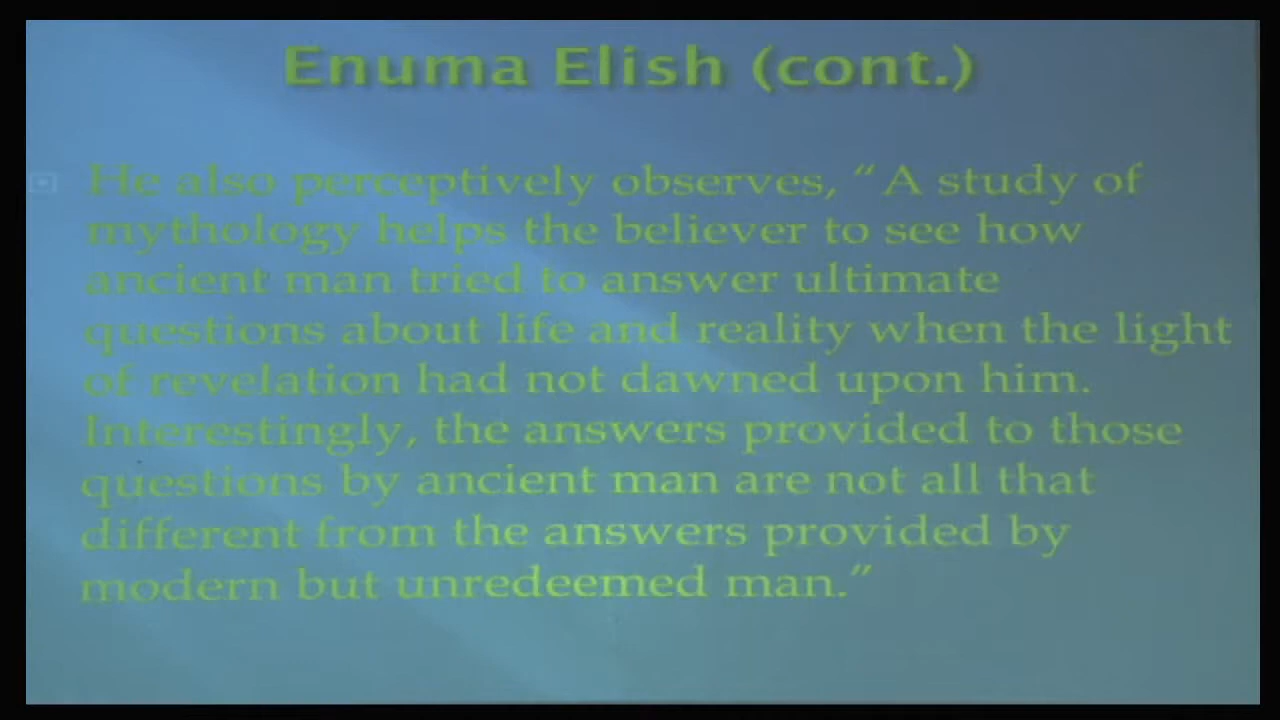 Enuma Elish (cont.)
He also perceptively observes, “A study of
mythology helps the believer to see how
ancient man tried to answer ultimate
questions about life and reality when the light
of revelation had not dawned upon him.
Interestingly, the answers provided to those
questions by ancient man are not all that
different from the answers provided by
modern but unredeemed man.”